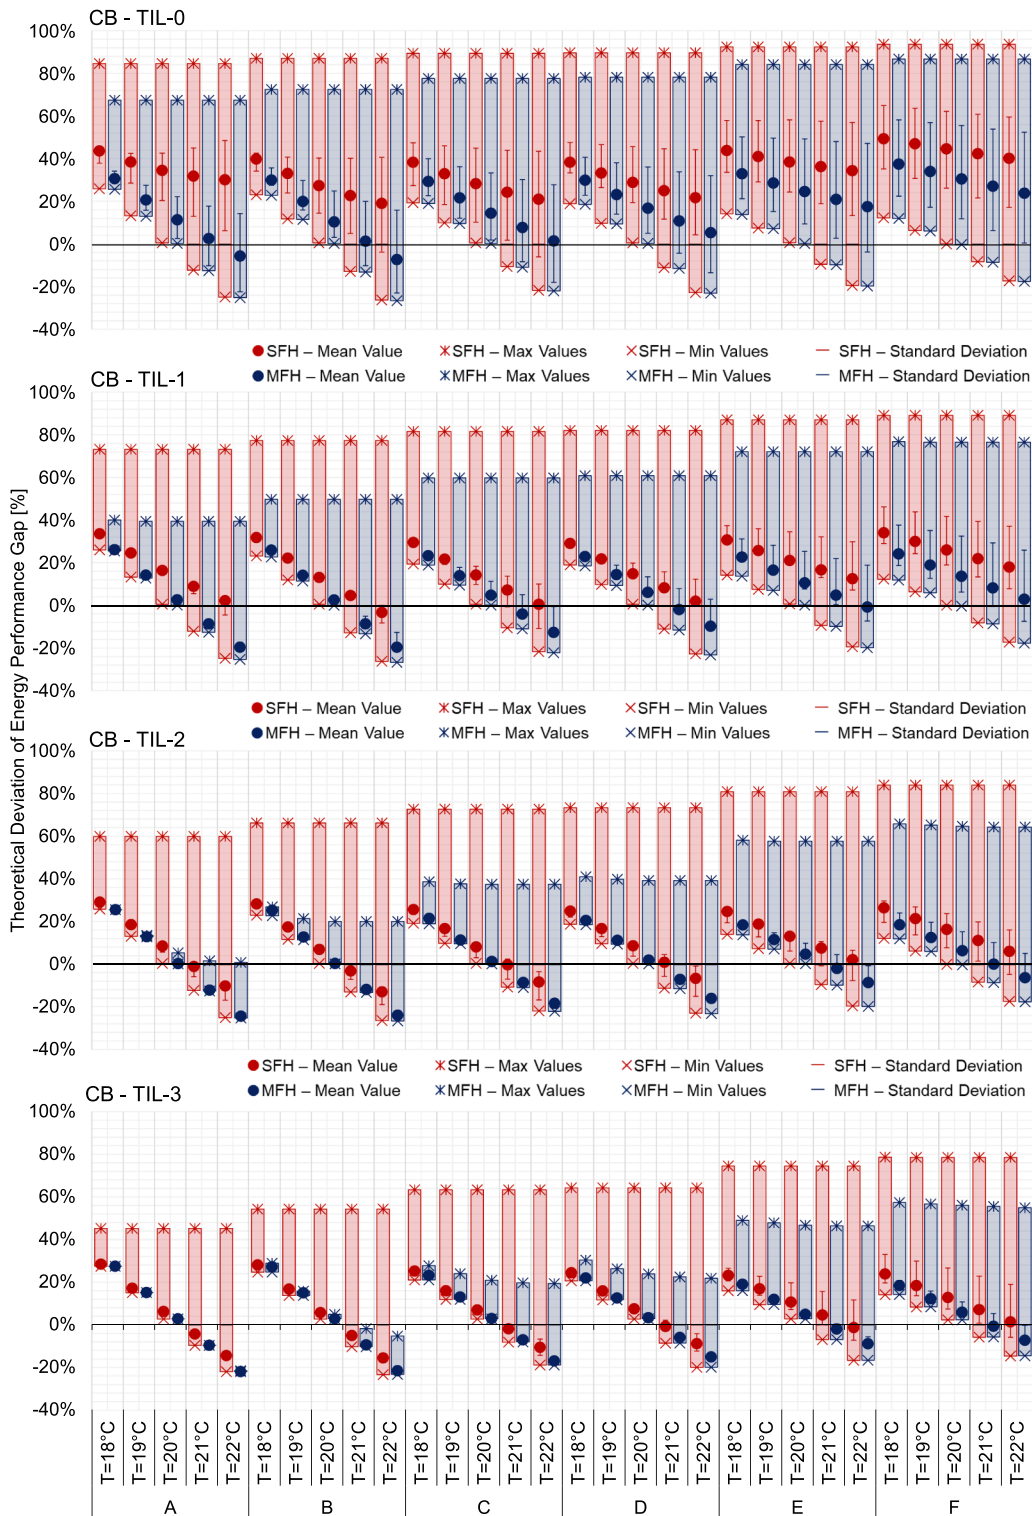 CB - TIL-0
100%
80%
60%
40%
20%
0%
-20%
-40%
SFH – Mean Value SFH – Max Values SFH – Min Values SFH – Standard Deviation
MFH – Mean Value MFH – Max Values MFH – Min Values MFH – Standard Deviation
CB - TIL-1
100%
80%
60%
40%
20%
0%
-20%
-40%
Theoretical Deviation of Energy Performance Gap [%]
SFH – Mean Value SFH – Max Values SFH – Min Values SFH – Standard Deviation
MFH – Mean Value MFH – Max Values MFH – Min Values MFH – Standard Deviation
CB - TIL-2
100%
80%
60%
40%
20%
0%
-20%
-40%
SFH – Mean Value SFH – Max Values SFH – Min Values SFH – Standard Deviation
MFH – Mean Value MFH – Max Values MFH – Min Values MFH – Standard Deviation
CB - TIL-3
100%
80%
60%
40%
20%
0%
-20%
-40%
T=18°C T=19°C T=20°C T=21°C T=22°C T=18°C T=19°C T=20°C T=21°C T=22°C T=18°C T=19°C T=20°C T=21°C T=22°C T=18°C T=19°C T=20°C T=21°C T=22°C T=18°C T=19°C T=20°C T=21°C T=22°C T=18°C T=19°C T=20°C T=21°C T=22°C
A B C D E F